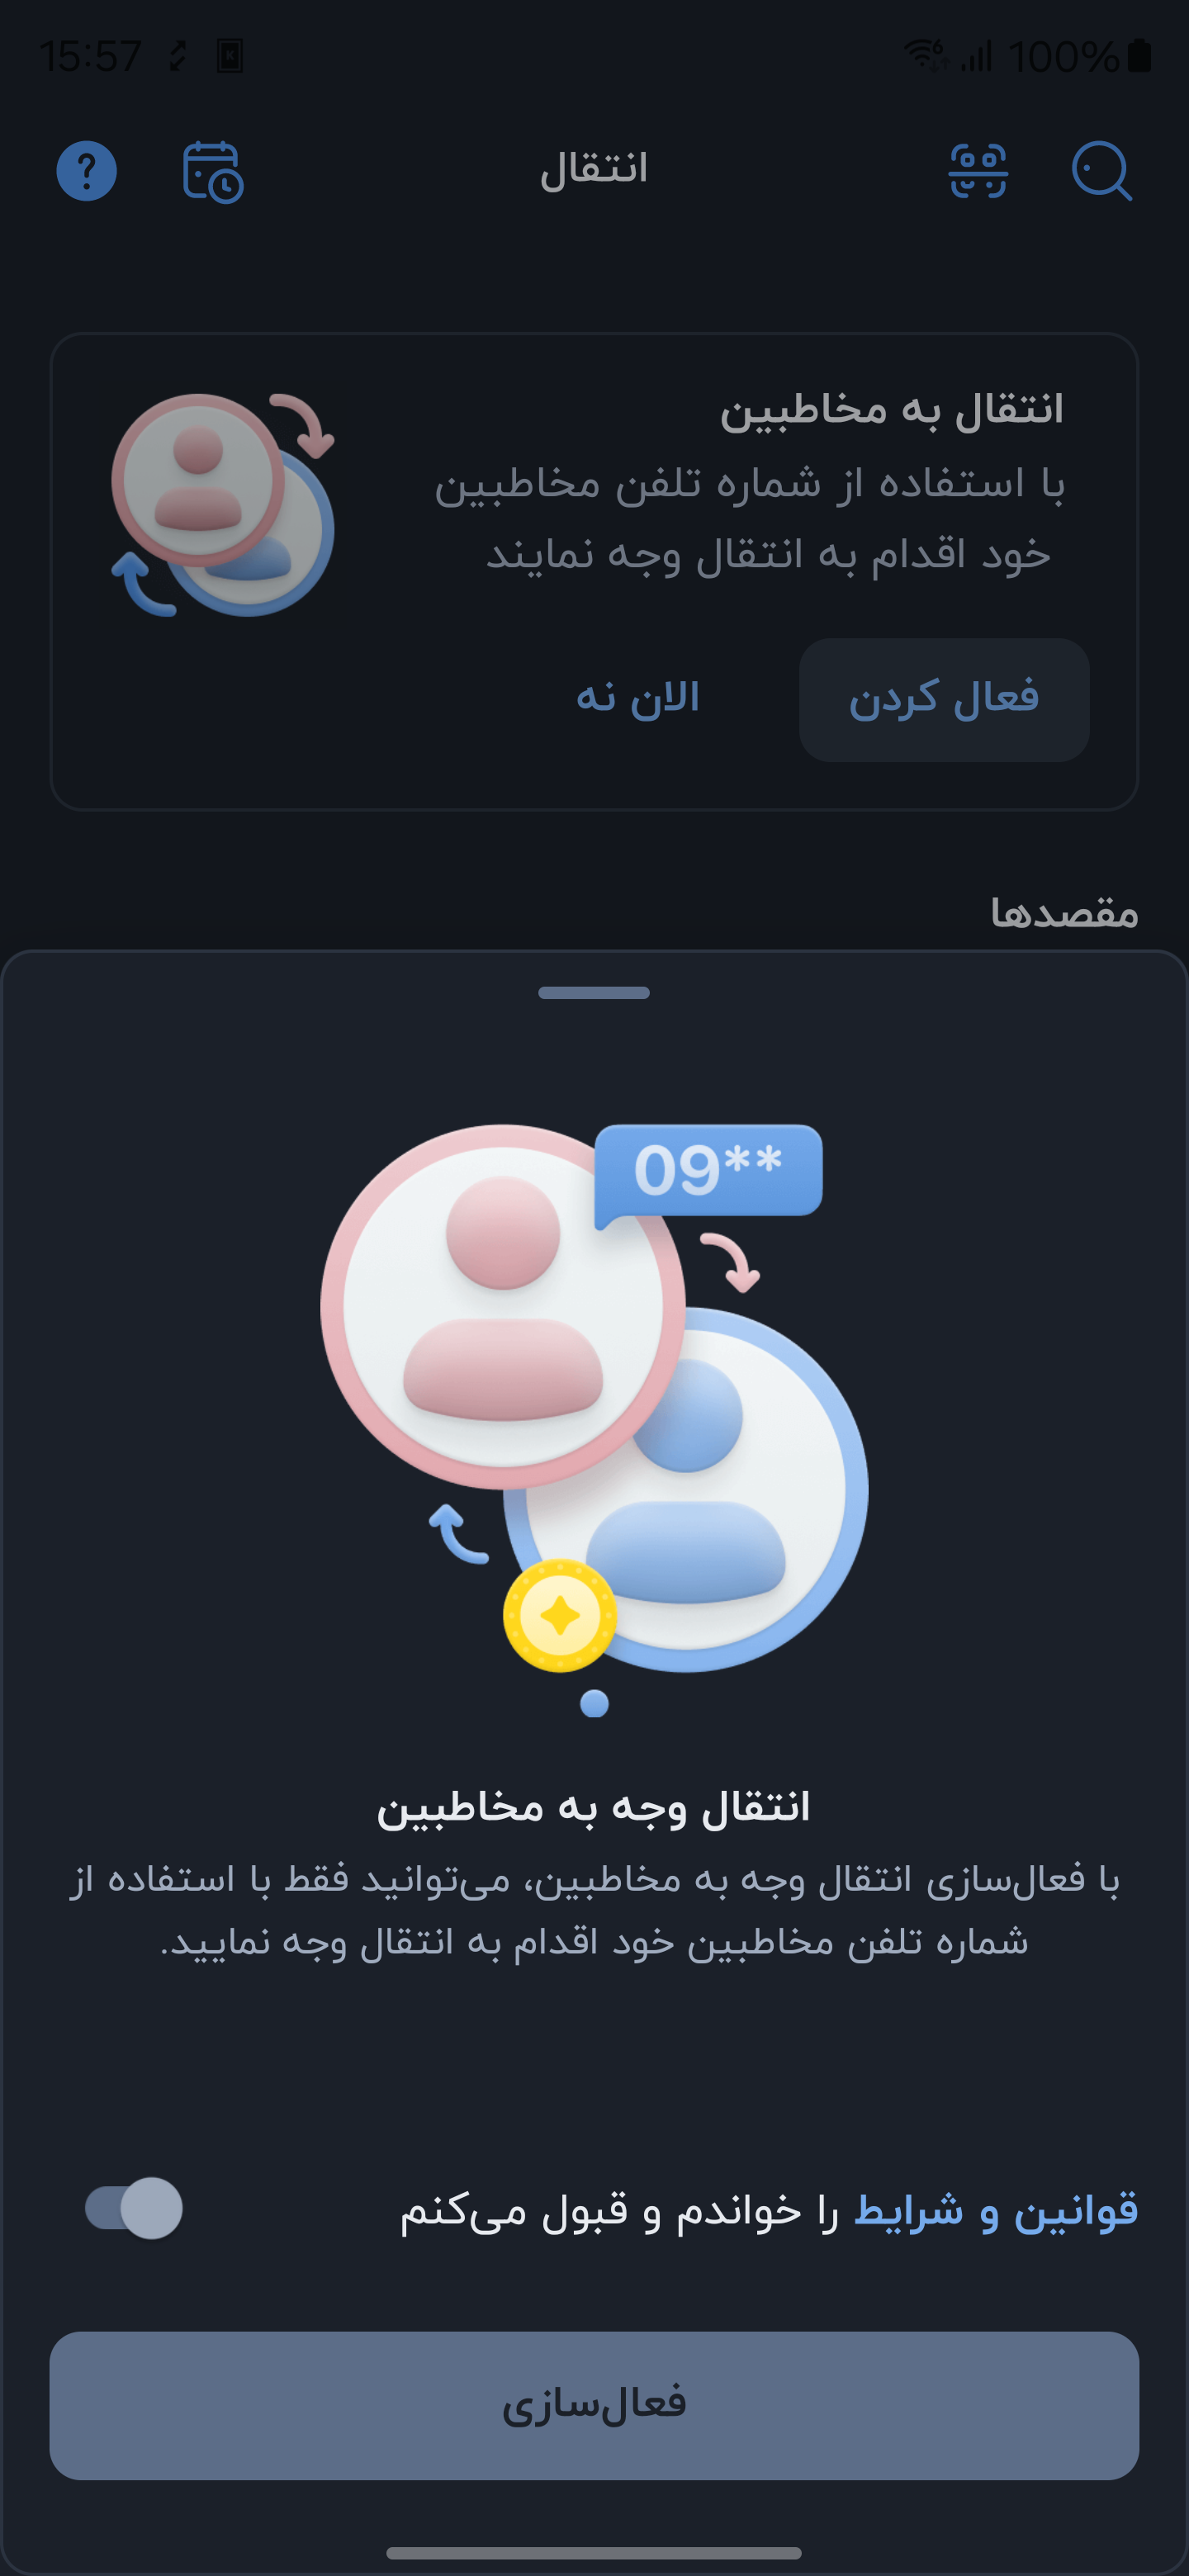 15:57
100%
انتقال
انتقال به مخاطبین
با استفاده از شماره تلفن مخاطبین
خود اقدام به انتقال وجه نمایند
فعال کردن
الان نه
مقصدها
09**
انتقال وجه به مخاطبین
با فعال‌سازی انتقال وجه به مخاطبین، می‌توانید فقط با استفاده از
شماره تلفن مخاطبین خود اقدام به انتقال وجه نمایید.
قوانین و شرایط را خواندم و قبول می‌کنم
فعال‌سازی